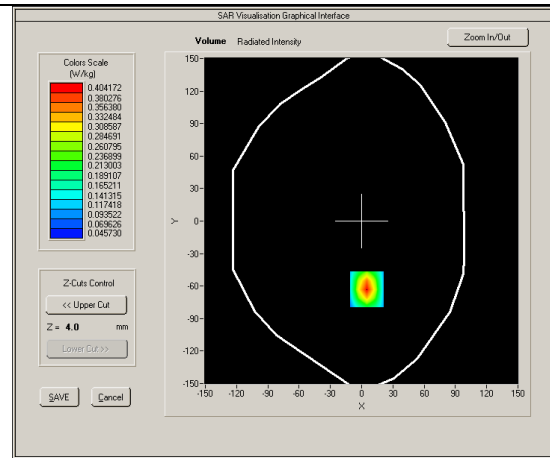 SAR Visualisation Graphical Interface
Volume Radiated Intensity
Zoom In/Out
Colors Scale
(W/kg)
0.404172
0.380276
0.356380
0.332484
0.308587
0.284691
0.260795
0.236899
0.213003
0.189107
0.165211
0.141315
0.117418
0.093522
0.069626
0.045730
Z-Cuts Control
<< Upper Cut
Z = 4.0 mm
Lower Cut >>
SAVE Cancel
150
120
90
60
30
Y 0
-30
-60
-90
-120
-150
-150 -120 -90 -60 -30 0 30 60 90 120 150
X